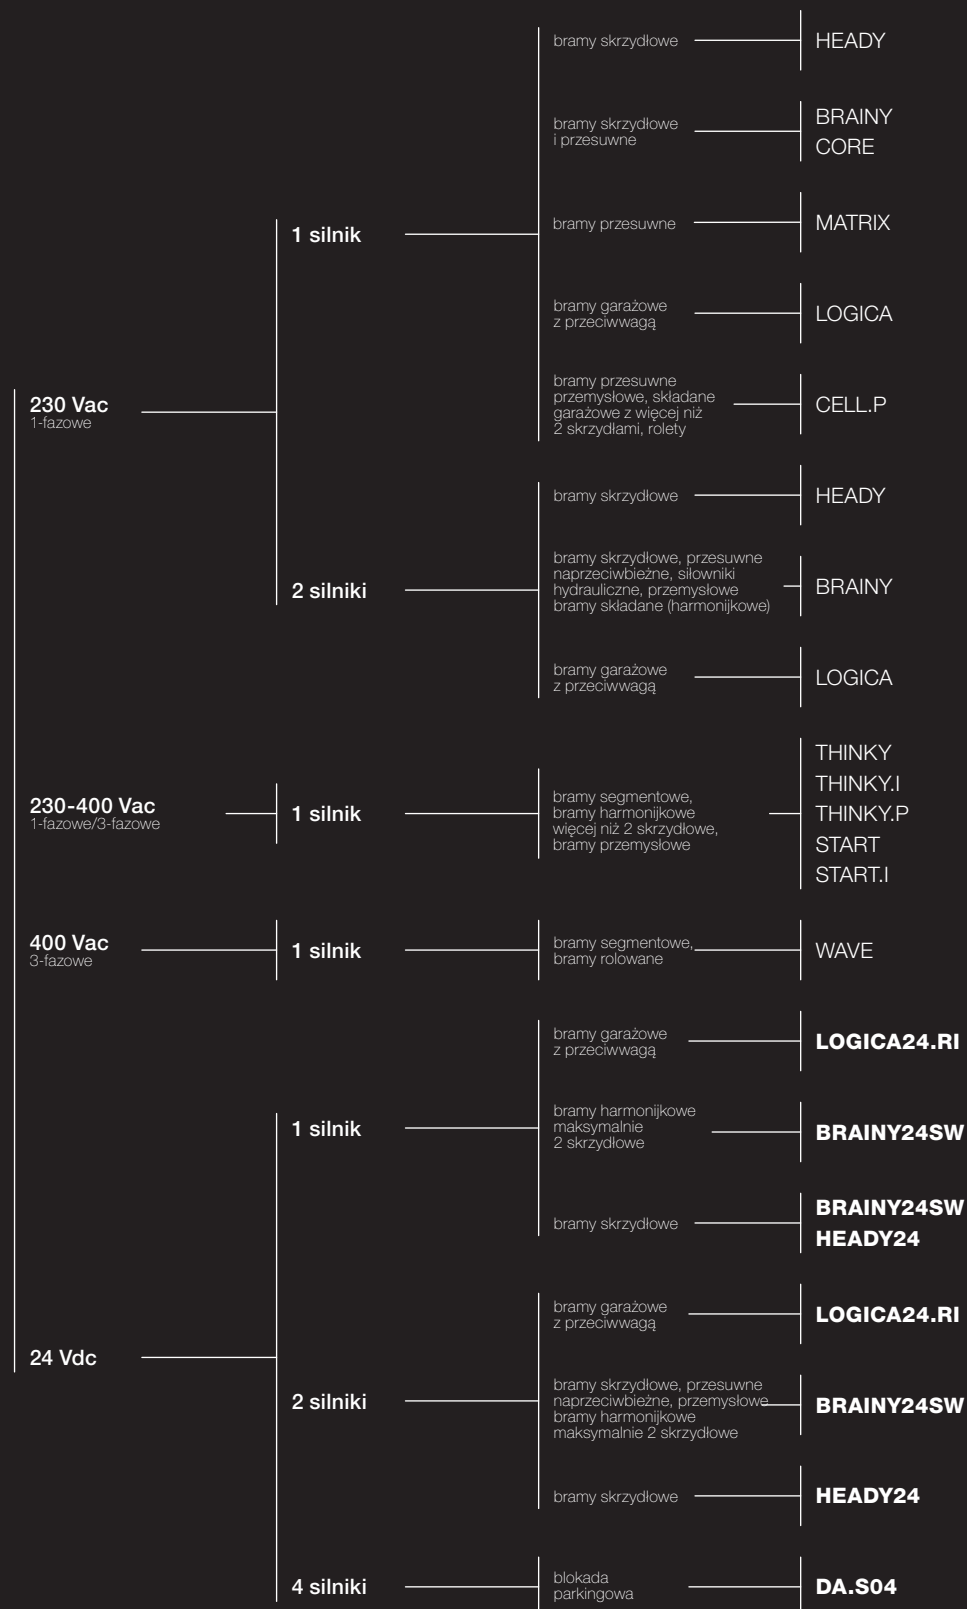 230 Vac
1-fazowe
1 silnik
bramy skrzydłowe
HEADY
bramy skrzydłowe
i przesuwne
BRAINY
CORE
bramy przesuwne
MATRIX
bramy garażowe
z przeciwwagą
LOGICA
bramy przesuwne
przemysłowe, składane
garażowe z więcej niż
2 skrzydłami, rolety
CELL.P
2 silniki
bramy skrzydłowe
HEADY
bramy skrzydłowe, przesuwne
naprzeciwbieżne, siłowniki
hydrauliczne, przemysłowe
bramy składane (harmonijkowe)
BRAINY
bramy garażowe
z przeciwwagą
LOGICA
230-400 Vac
1-fazowe/3-fazowe
1 silnik
bramy segmentowe,
bramy harmonijkowe
więcej niż 2 skrzydłowe,
bramy przemysłowe
THINKY
THINKY.I
THINKY.P
START
START.I
400 Vac
3-fazowe
1 silnik
bramy segmentowe,
bramy rolowane
WAVE
24 Vdc
1 silnik
bramy garażowe
z przeciwwagą
LOGICA24.RI
bramy harmonijkowe
maksymalnie
2 skrzydłowe
BRAINY24SW
bramy skrzydłowe
BRAINY24SW
HEADY24
2 silniki
bramy garażowe
z przeciwwagą
LOGICA24.RI
bramy skrzydłowe, przesuwne
naprzeciwbieżne, przemysłowe
bramy harmonijkowe
maksymalnie 2 skrzydłowe
BRAINY24SW
bramy skrzydłowe
HEADY24
4 silniki
blokada
parkingowa
DA.S04